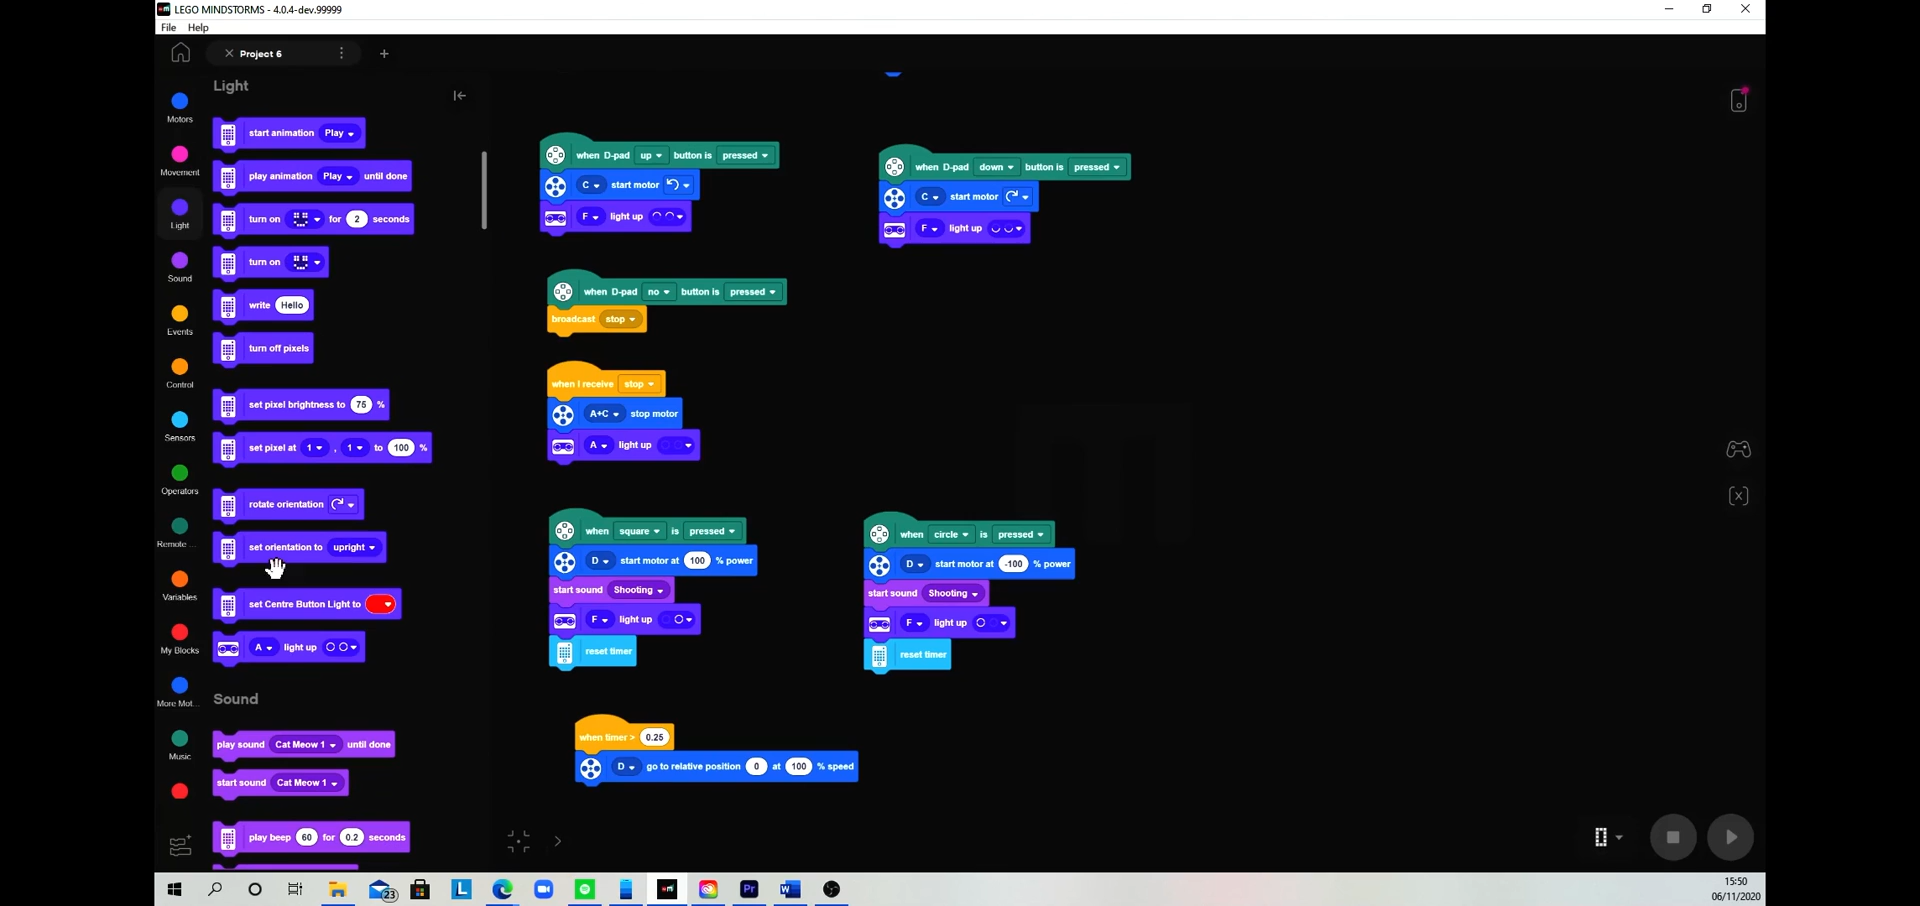 LEGO MINDSTORMS - 4.0.4-dev.99999
File Help
Project 6
Light
Motors
Movement
Light
Sound
Events
Control
Sensors
Operators
Remote ...
Variables
My Blocks
More Mot...
Music
start animation Play
play animation Play until done
turn on for 2 seconds
turn on
write Hello
turn off pixels
set pixel brightness to 75 %
set pixel at 1 , 1 to 100 %
rotate orientation
set orientation to upright
set Centre Button Light to
A light up
Sound
play sound Cat Meow 1 until done
start sound Cat Meow 1
play beep 60 for 0.2 seconds
when D-pad up button is pressed
C start motor
F light up
when D-pad down button is pressed
C start motor
F light up
when D-pad no button is pressed
broadcast stop
when I receive stop
A+C stop motor
A light up
when square is pressed
D start motor at 100 % power
start sound Shooting
F light up
reset timer
when circle is pressed
D start motor at -100 % power
start sound Shooting
F light up
reset timer
when timer > 0.25
D go to relative position 0 at 100 % speed
23
L
Pr
15:50
06/11/2020